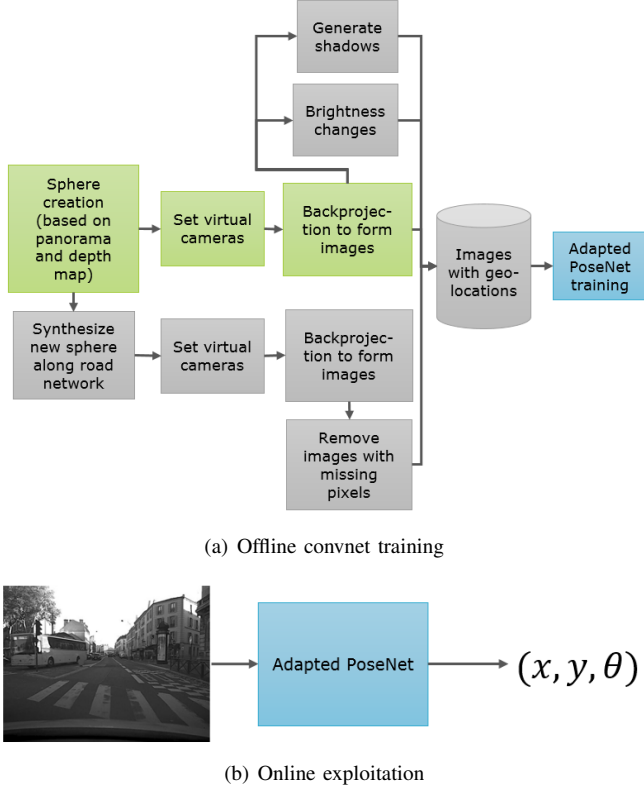 Generate
shadows
Brightness
changes
Sphere
creation
(based on
panorama
and depth
map)
Set virtual
cameras
Backprojec-
tion to form
images
Images
with geo-
locations
Adapted
PoseNet
training
Synthesize
new sphere
along road
network
Set virtual
cameras
Backprojection
to form
images
Remove
images with
missing
pixels
(a) Offline convnet training
Adapted PoseNet
(x, y, θ)
(b) Online exploitation